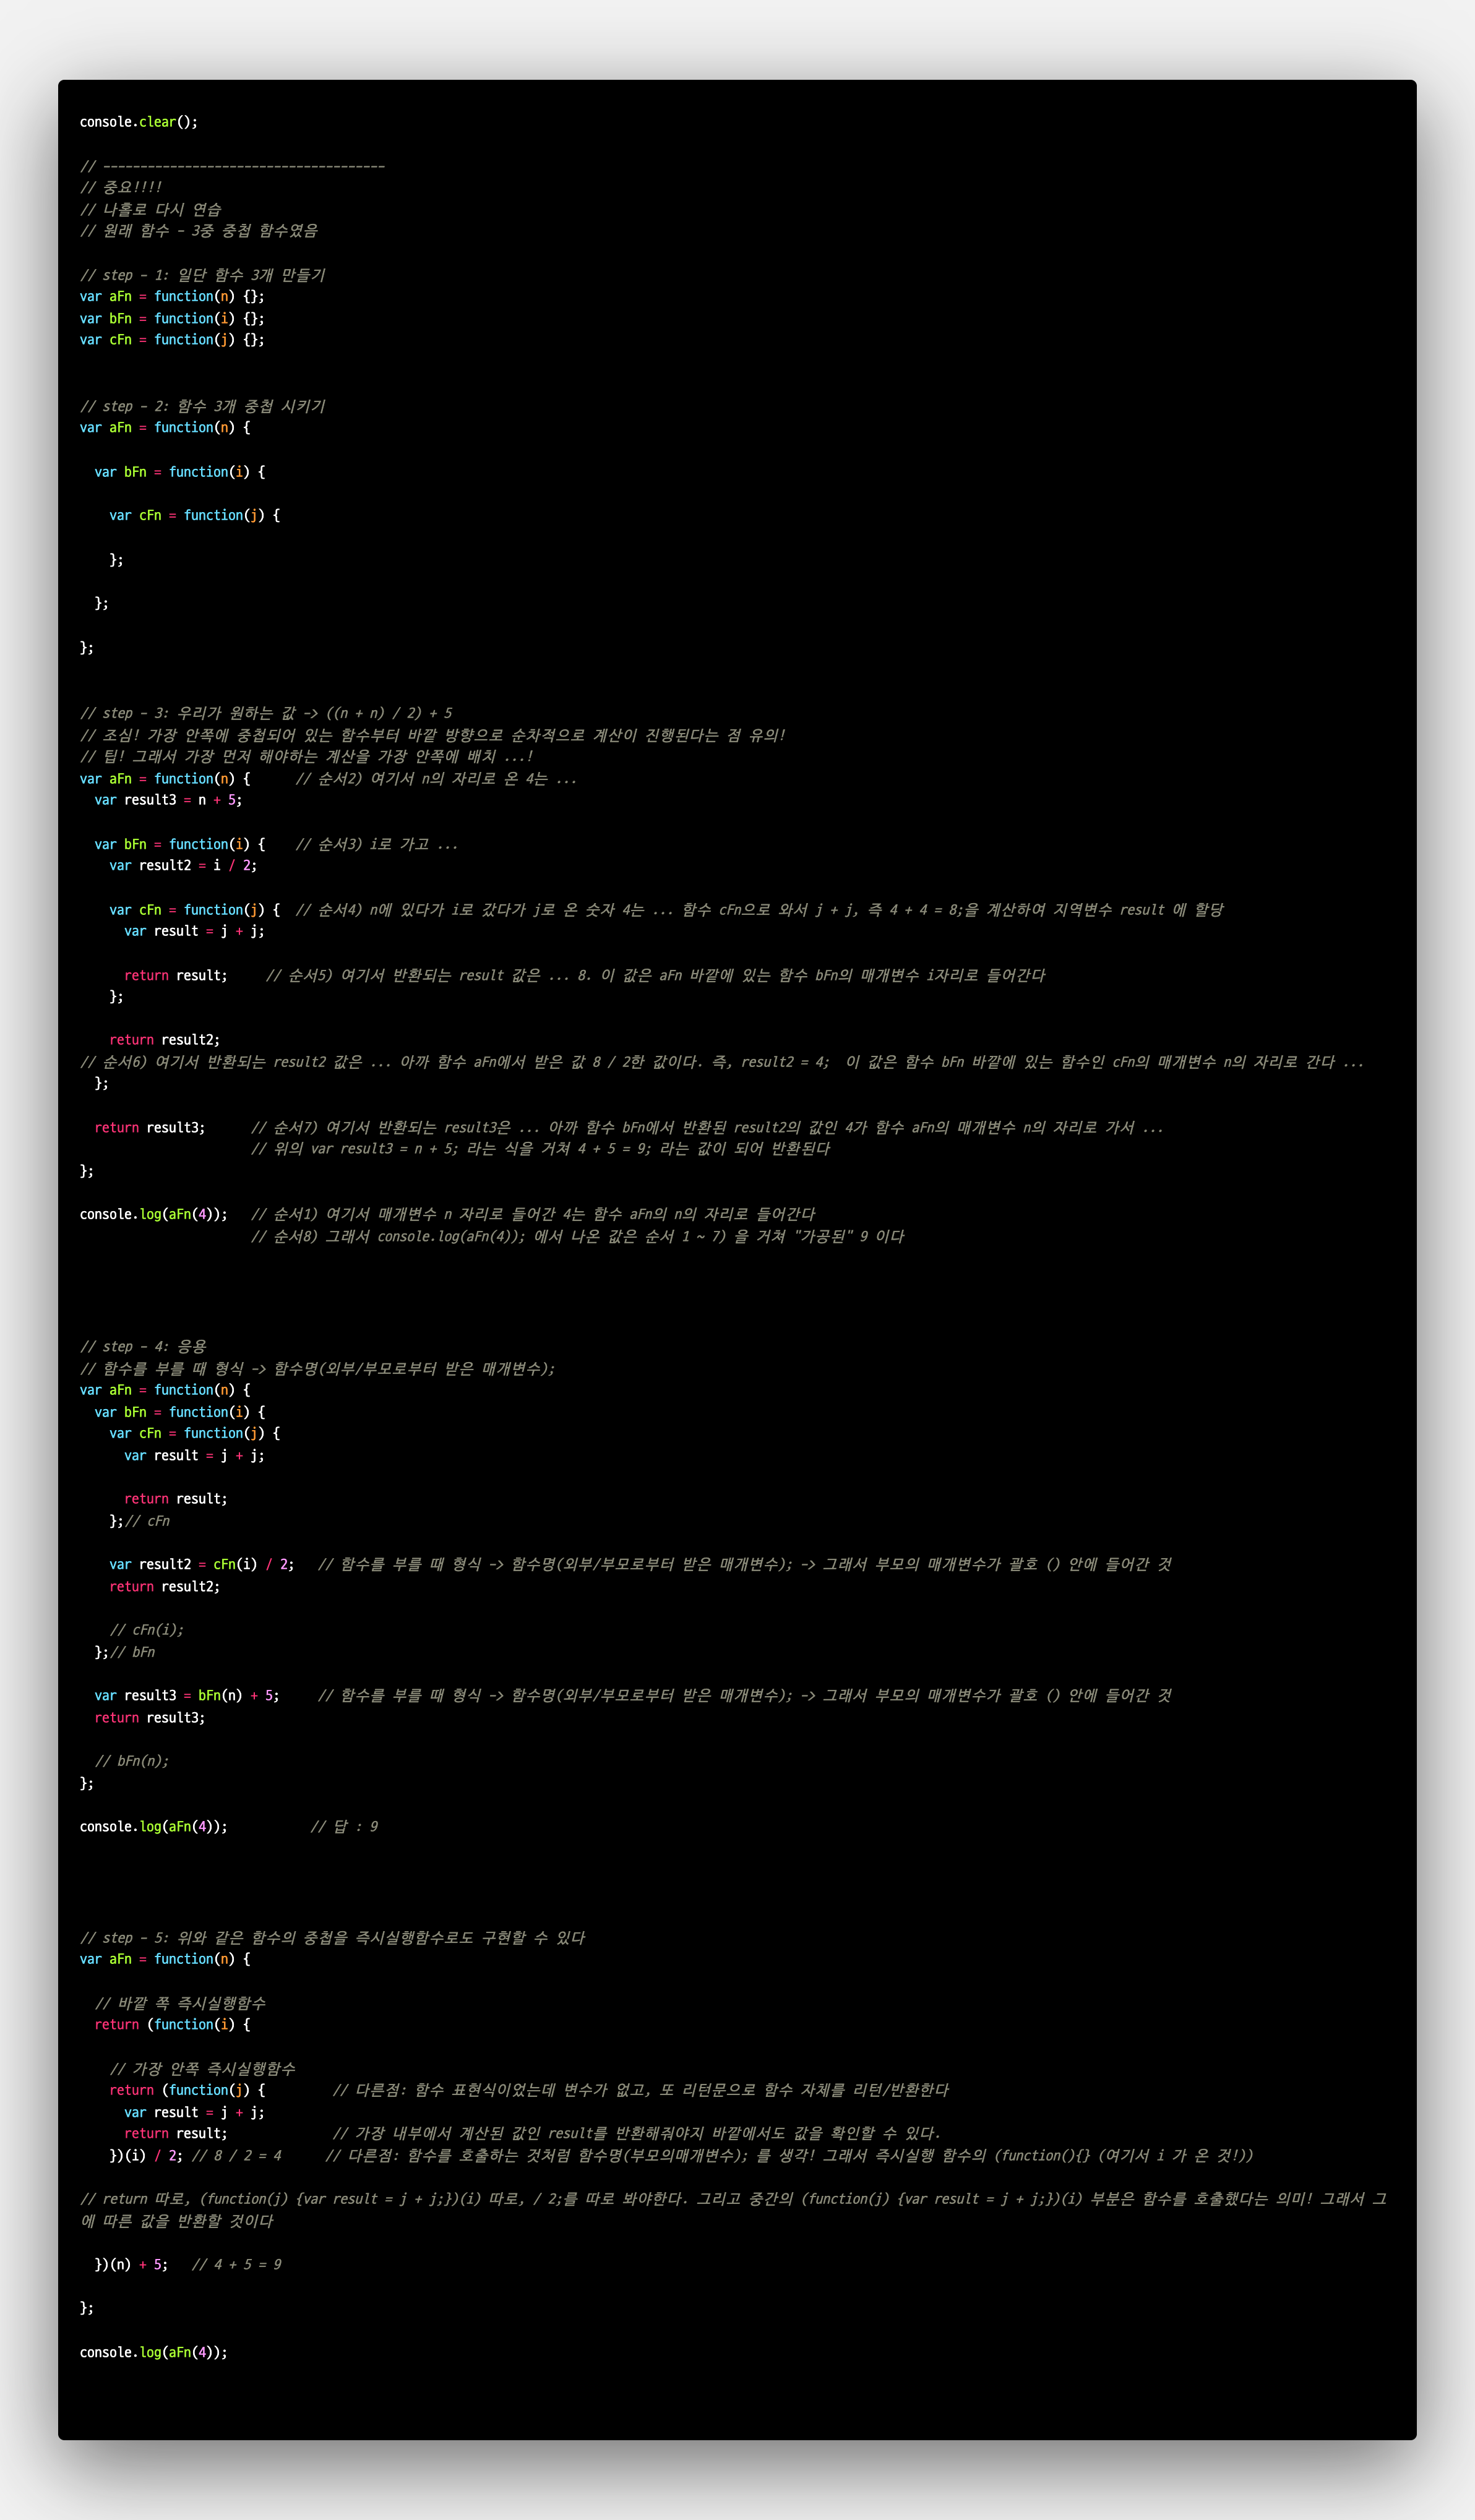 console.clear();
// --------------------------------------
// 중요!!!!
// 나홀로 다시 연습
// 원래 함수 - 3중 중첩 함수였음
// step - 1: 일단 함수 3개 만들기
var aFn = function(n) {};
var bFn = function(i) {};
var cFn = function(j) {};
// step - 2: 함수 3개 중첩 시키기
var aFn = function(n) {
  var bFn = function(i) {
    var cFn = function(j) {
    };
  };
};
// step - 3: 우리가 원하는 값 -> ((n + n) / 2) + 5
// 조심! 가장 안쪽에 중첩되어 있는 함수부터 바깥 방향으로 순차적으로 계산이 진행된다는 점 유의!
// 팁! 그래서 가장 먼저 해야하는 계산을 가장 안쪽에 배치 ...!
var aFn = function(n) {      // 순서2) 여기서 n의 자리로 온 4는 ...
  var result3 = n + 5;
  var bFn = function(i) {    // 순서3) i로 가고 ...
    var result2 = i / 2;
    var cFn = function(j) {  // 순서4) n에 있다가 i로 갔다가 j로 온 숫자 4는 ... 함수 cFn으로 와서 j + j, 즉 4 + 4 = 8;을 계산하여 지역변수 result 에 할당
      var result = j + j;
      return result;     // 순서5) 여기서 반환되는 result 값은 ... 8. 이 값은 aFn 바깥에 있는 함수 bFn의 매개변수 i자리로 들어간다
    };
    return result2;
// 순서6) 여기서 반환되는 result2 값은 ... 아까 함수 aFn에서 받은 값 8 / 2한 값이다. 즉, result2 = 4;  이 값은 함수 bFn 바깥에 있는 함수인 cFn의 매개변수 n의 자리로 간다 ...
  };
  return result3;      // 순서7) 여기서 반환되는 result3은 ... 아까 함수 bFn에서 반환된 result2의 값인 4가 함수 aFn의 매개변수 n의 자리로 가서 ...
                       // 위의 var result3 = n + 5; 라는 식을 거쳐 4 + 5 = 9; 라는 값이 되어 반환된다
};
console.log(aFn(4));   // 순서1) 여기서 매개변수 n 자리로 들어간 4는 함수 aFn의 n의 자리로 들어간다
                       // 순서8) 그래서 console.log(aFn(4)); 에서 나온 값은 순서 1 ~ 7) 을 거쳐 "가공된" 9 이다
// step - 4: 응용
// 함수를 부를 때 형식 -> 함수명(외부/부모로부터 받은 매개변수);
var aFn = function(n) {
  var bFn = function(i) {
    var cFn = function(j) {
      var result = j + j;
      return result;
    };// cFn
    var result2 = cFn(i) / 2;   // 함수를 부를 때 형식 -> 함수명(외부/부모로부터 받은 매개변수); -> 그래서 부모의 매개변수가 괄호 () 안에 들어간 것
    return result2;
    // cFn(i);
  };// bFn
  var result3 = bFn(n) + 5;     // 함수를 부를 때 형식 -> 함수명(외부/부모로부터 받은 매개변수); -> 그래서 부모의 매개변수가 괄호 () 안에 들어간 것
  return result3;
  // bFn(n);
};
console.log(aFn(4));           // 답 : 9
// step - 5: 위와 같은 함수의 중첩을 즉시실행함수로도 구현할 수 있다
var aFn = function(n) {
  // 바깥 쪽 즉시실행함수
  return (function(i) {
    // 가장 안쪽 즉시실행함수
    return (function(j) {         // 다른점: 함수 표현식이었는데 변수가 없고, 또 리턴문으로 함수 자체를 리턴/반환한다
      var result = j + j;
      return result;              // 가장 내부에서 계산된 값인 result를 반환해줘야지 바깥에서도 값을 확인할 수 있다.
    })(i) / 2; // 8 / 2 = 4      // 다른점: 함수를 호출하는 것처럼 함수명(부모의매개변수); 를 생각! 그래서 즉시실행 함수의 (function(){} (여기서 i 가 온 것!))
// return 따로, (function(j) {var result = j + j;})(i) 따로, / 2;를 따로 봐야한다. 그리고 중간의 (function(j) {var result = j + j;})(i) 부분은 함수를 호출했다는 의미! 그래서 그
에 따른 값을 반환할 것이다
  })(n) + 5;   // 4 + 5 = 9
};
console.log(aFn(4));